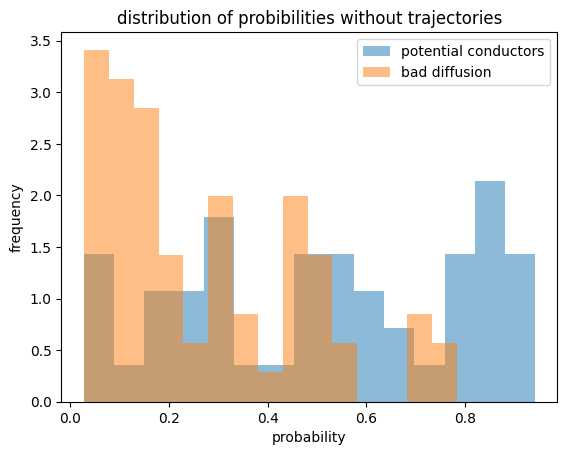 distribution of probibilities without trajectories
potential conductors
bad diffusion
frequency
3.5
3.0
2.5
2.0
1.5
1.0
0.5
0.0
0.0 0.2 0.4 0.6 0.8
probability